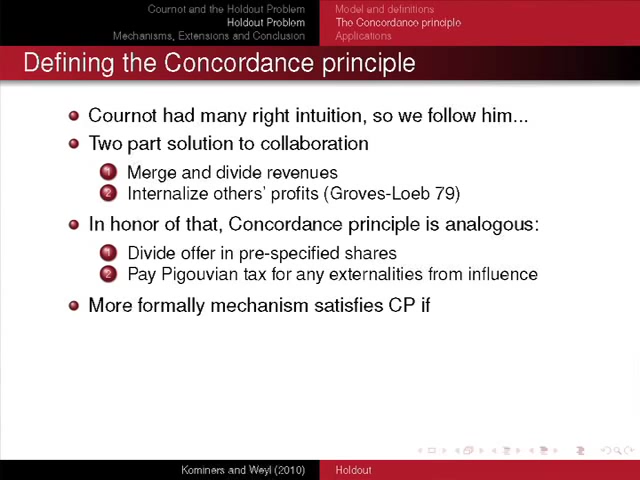 Cournot and the Holdout Problem
Holdout Problem
Mechanisms, Extensions and Conclusion
Model and definitions
The Concordance principle
Applications
Defining the Concordance principle
Cournot had many right intuition, so we follow him...
Two part solution to collaboration
1 Merge and divide revenues
2 Internalize others' profits (Groves-Loeb 79)
In honor of that, Concordance principle is analogous:
1 Divide offer in pre-specified shares
2 Pay Pigouvian tax for any externalities from influence
More formally mechanism satisfies CP if
Kominers and Weyl (2010)
Holdout